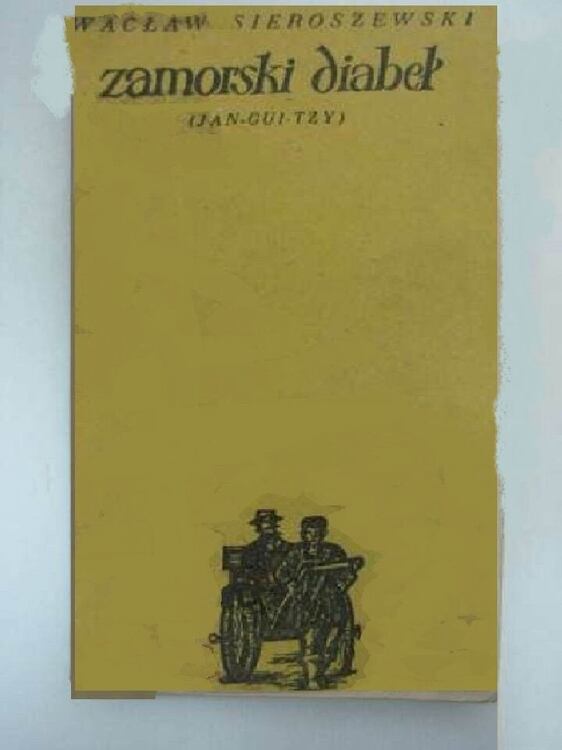 WACŁAW SIEROSZEWSKI
zamorski diabeł
(JAN-GUI-TZY)